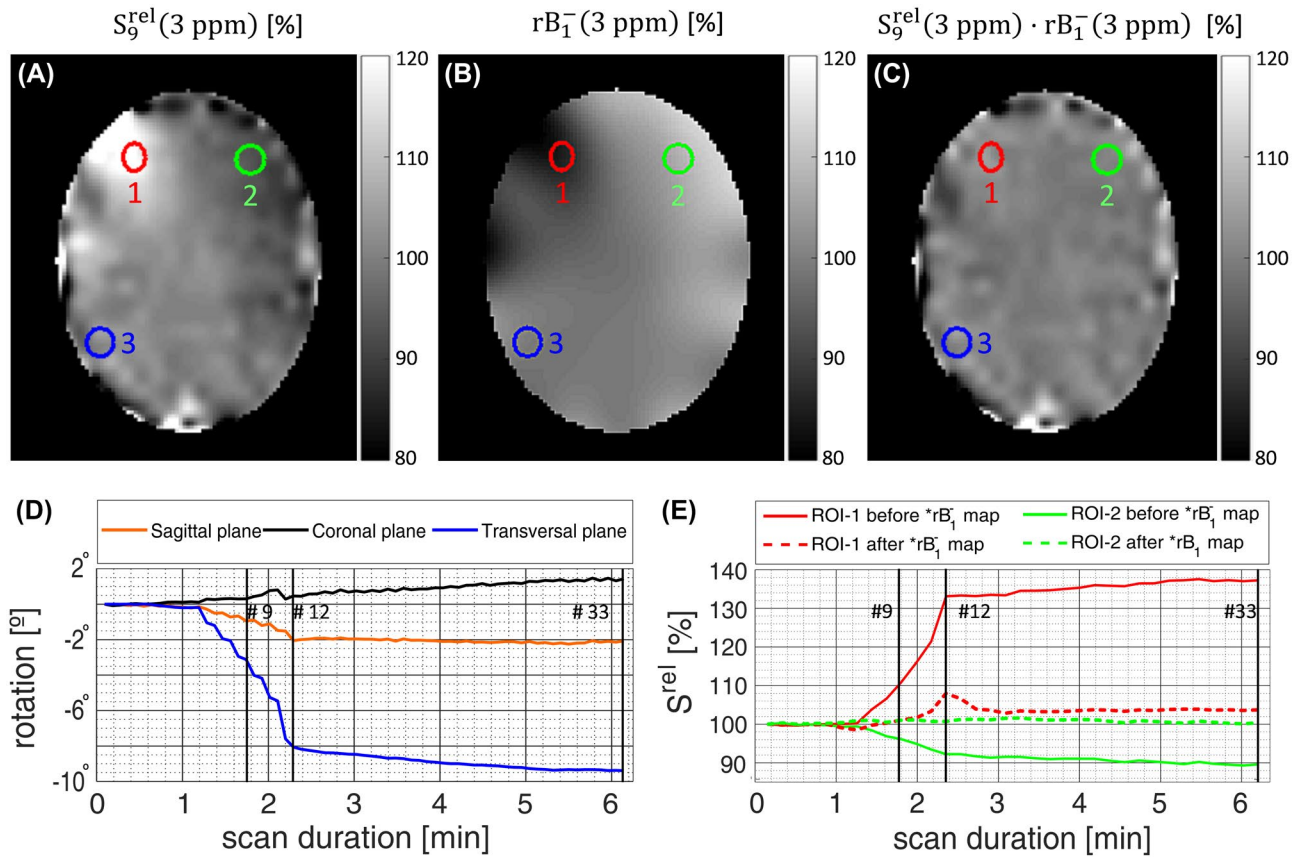 S₉ʳᵉˡ(3 ppm) [%]
rB₁⁻(3 ppm) [%]
S₉ʳᵉˡ(3 ppm) · rB₁⁻(3 ppm) [%]
(A)
1
2
3
120
110
100
90
80
(B)
1
2
3
120
110
100
90
80
(C)
1
2
3
120
110
100
90
80
(D)
Sagittal plane Coronal plane Transversal plane
2°
0
-2°
-6°
-10°
rotation [º]
# 9
# 12
# 33
0 1 2 3 4 5 6
scan duration [min]
(E)
ROI-1 before *rB₁⁻ map ROI-2 before *rB₁⁻ map
ROI-1 after *rB₁⁻ map ROI-2 after *rB₁⁻ map
140
130
120
110
100
90
Sʳᵉˡ [%]
#9
#12
#33
0 1 2 3 4 5 6
scan duration [min]